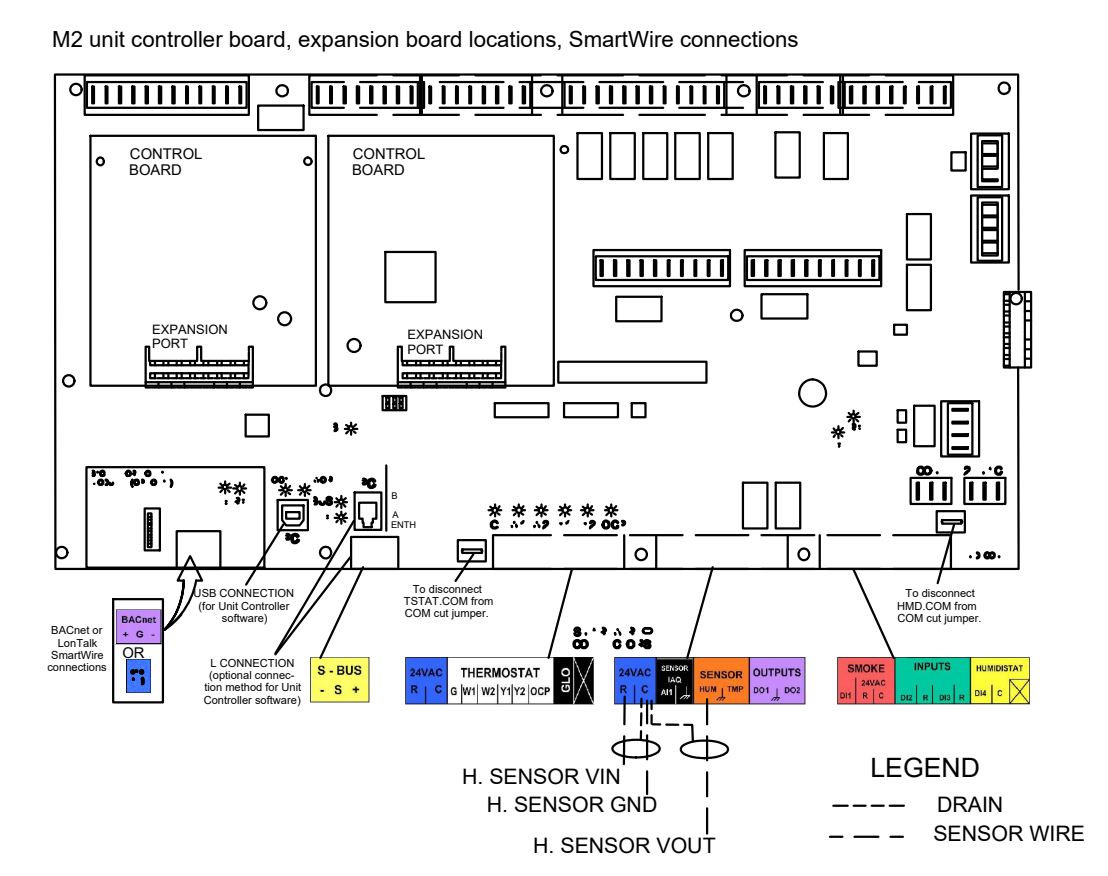 M2 unit controller board, expansion board locations, SmartWire connections
CONTROL
BOARD
CONTROL
BOARD
EXPANSION
PORT
EXPANSION
PORT
B
A
ENTH
USB CONNECTION
(for Unit Controller
software)
To disconnect
TSTAT.COM from
COM cut jumper.
To disconnect
HMD.COM from
COM cut jumper.
BACnet or
LonTalk
SmartWire
connections
BACnet
+ G -
OR
L CONNECTION
(optional connec-
tion method for Unit
Controller software)
S - BUS
- S +
24VAC
R C
THERMOSTAT
G W1 W2 Y1 Y2 OCP
GLO
24VAC
R C
SENSOR
IAQ
AI1
SENSOR
HUM TMP
OUTPUTS
DO1 DO2
SMOKE
24VAC
DI1 R C
INPUTS
DI2 R DI3 R
HUMIDISTAT
DI4 C
H. SENSOR VIN
H. SENSOR GND
H. SENSOR VOUT
LEGEND
DRAIN
SENSOR WIRE